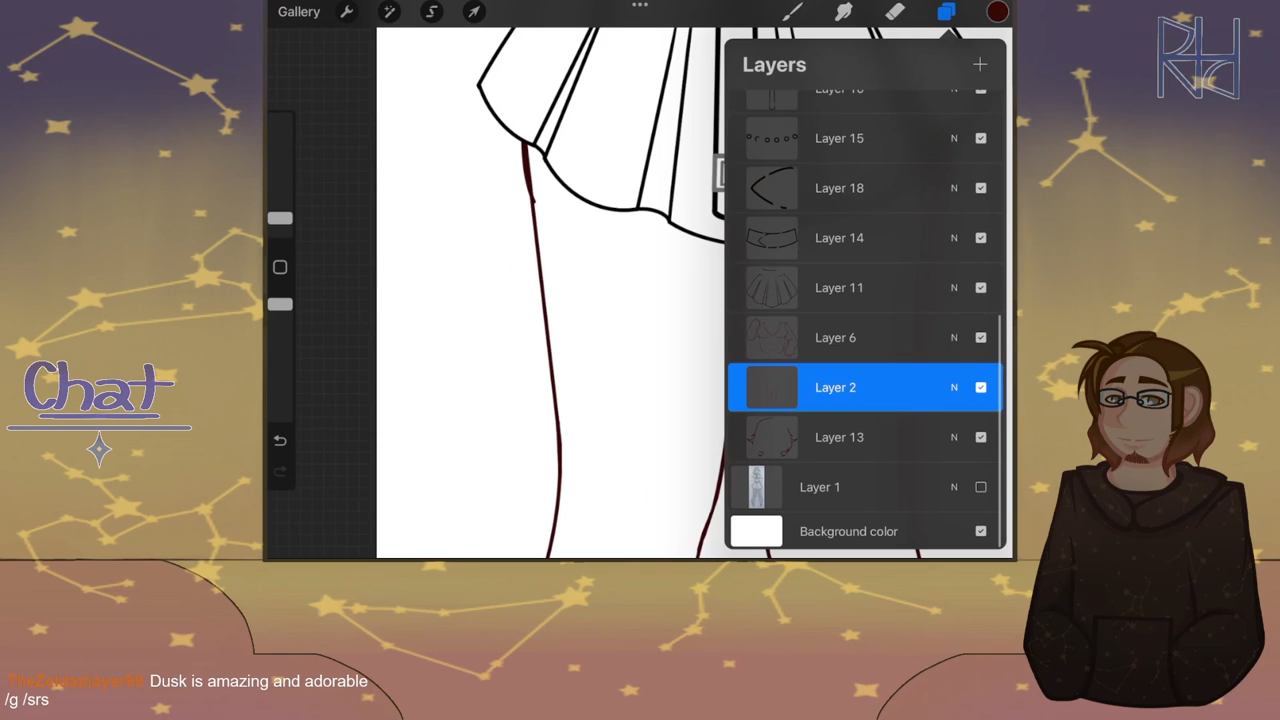 Gallery
Layers
Layer 15 N
Layer 18 N
Layer 14 N
Layer 11 N
Layer 6 N
Layer 2 N
Layer 13 N
Layer 1 N
Background color
Chat
Dusk is amazing and adorable
/g /srs